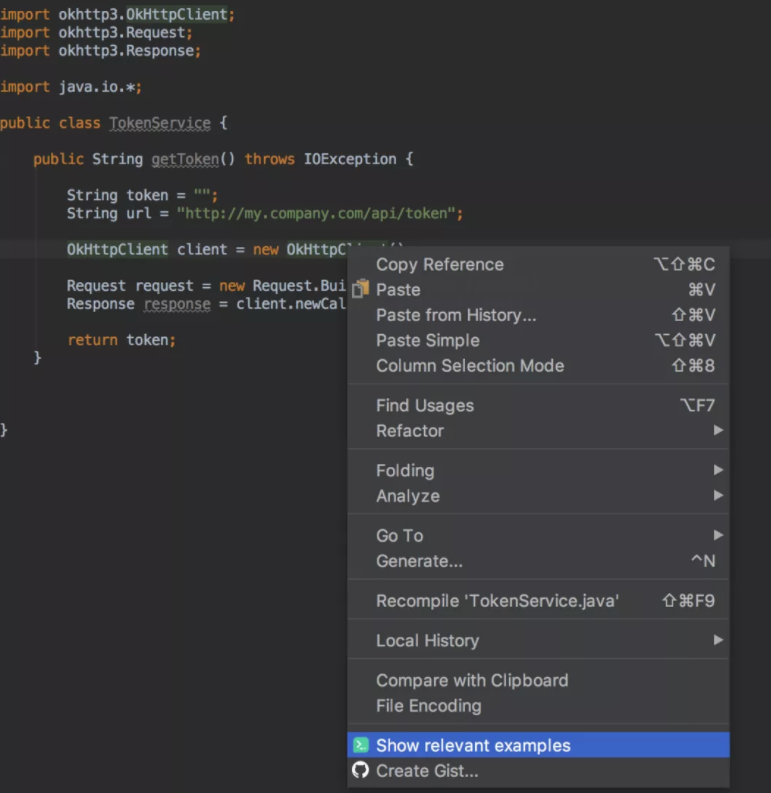 import okhttp3.OkHttpClient;
import okhttp3.Request;
import okhttp3.Response;
import java.io.*;
public class TokenService {
public String getToken() throws IOException {
String token = "";
String url = "http://my.company.com/api/token";
OkHttpClient client = new OkHttpClient()
Request request = new Request.Bui
Response response = client.newCal
return token;
}
}
Copy Reference ⌥⇧⌘C
Paste ⌘V
Paste from History... ⇧⌘V
Paste Simple ⌥⇧⌘V
Column Selection Mode ⇧⌘8
Find Usages ⌥F7
Refactor ▶
Folding ▶
Analyze ▶
Go To ▶
Generate... ^N
Recompile 'TokenService.java' ⇧⌘F9
Local History ▶
Compare with Clipboard
File Encoding
Show relevant examples
Create Gist...